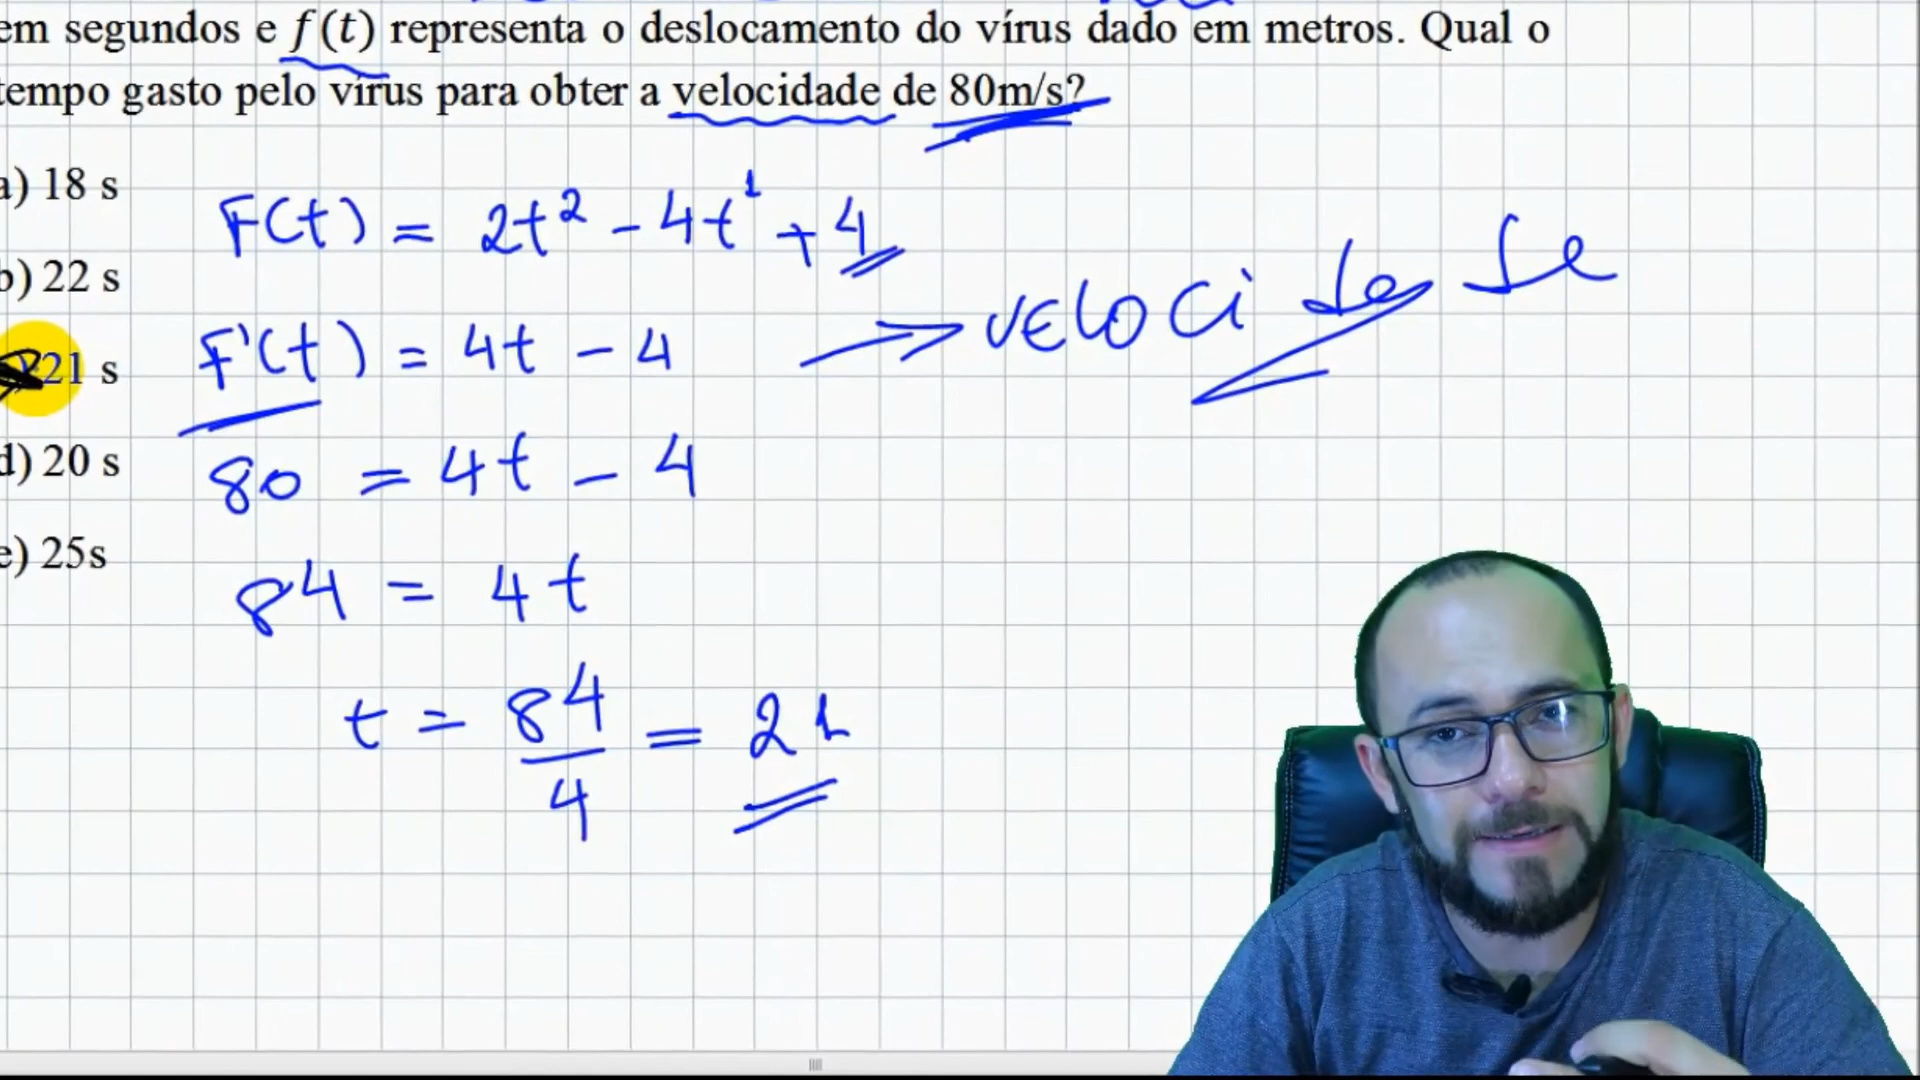 em segundos e f(t) representa o deslocamento do vírus dado em metros. Qual o
tempo gasto pelo vírus para obter a velocidade de 80m/s?
a) 18 s
b) 22 s
21 s
d) 20 s
e) 25s
F(t) = 2t² - 4t¹ + 4
F'(t) = 4t - 4 → VELOCIDADE
80 = 4t - 4
84 = 4t
t = 84/4 = 21